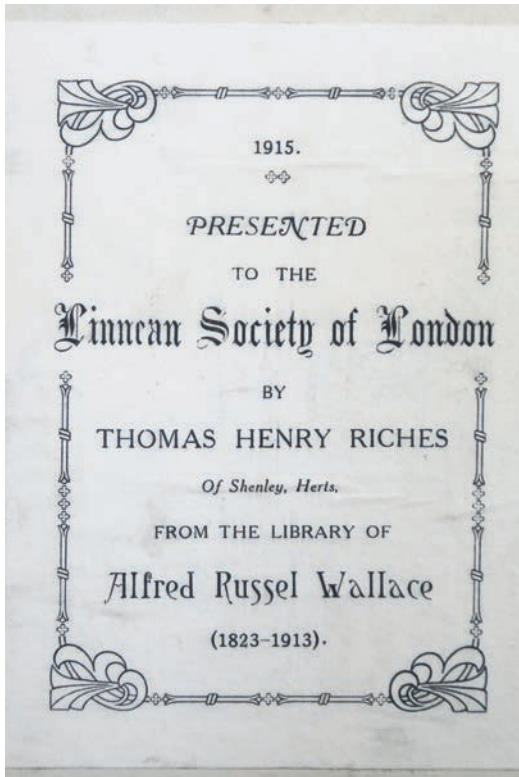 1915.
PRESENTED
TO THE
Linnean Society of London
BY
THOMAS HENRY RICHES
Of Shenley, Herts,
FROM THE LIBRARY OF
Alfred Russel Wallace
(1823–1913).